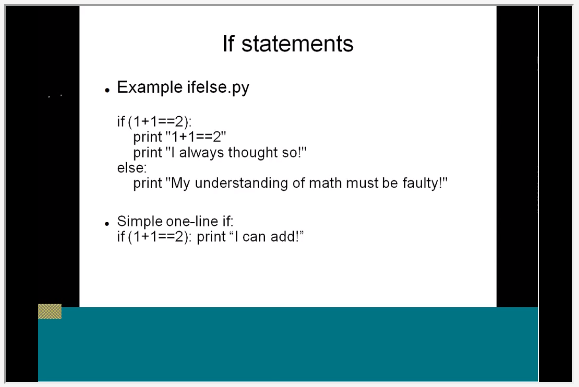 If statements
• Example ifelse.py
if (1+1==2):
print "1+1==2"
print "I always thought so!"
else:
print "My understanding of math must be faulty!"
• Simple one-line if:
if (1+1==2): print “I can add!”